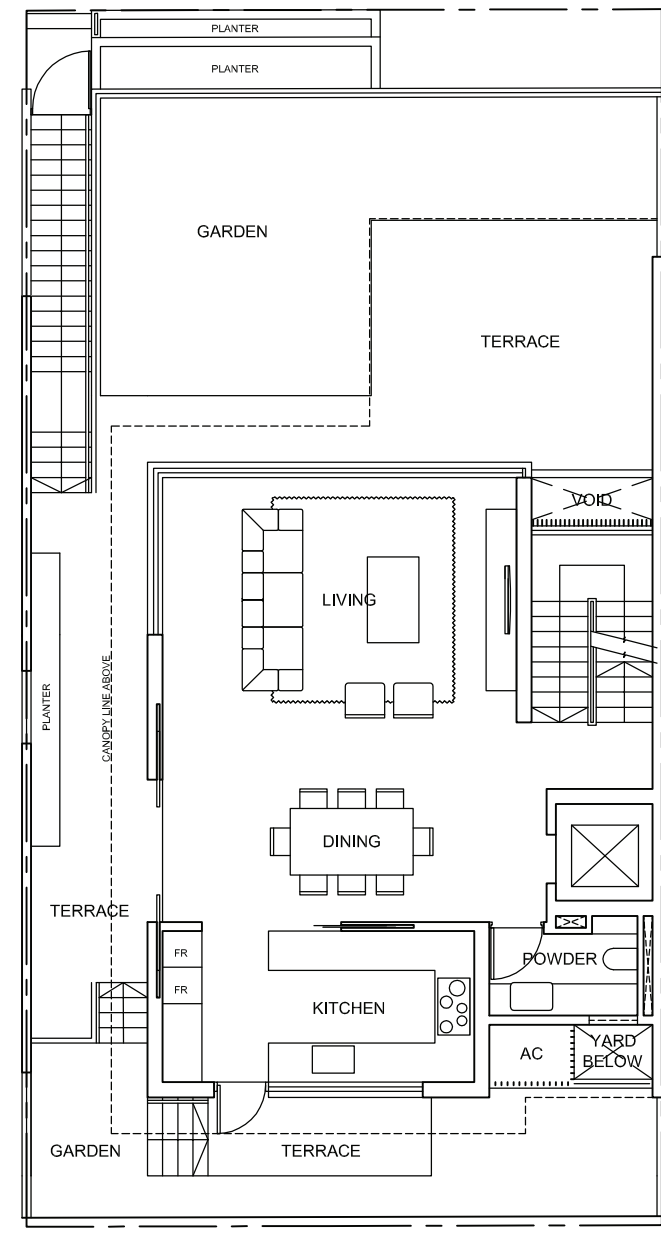 PLANTER
PLANTER
GARDEN
TERRACE
VOID
LIVING
CANOPY LINE ABOVE
PLANTER
DINING
TERRACE
FR
POWDER
FR
KITCHEN
AC
YARD
BELOW
GARDEN
TERRACE